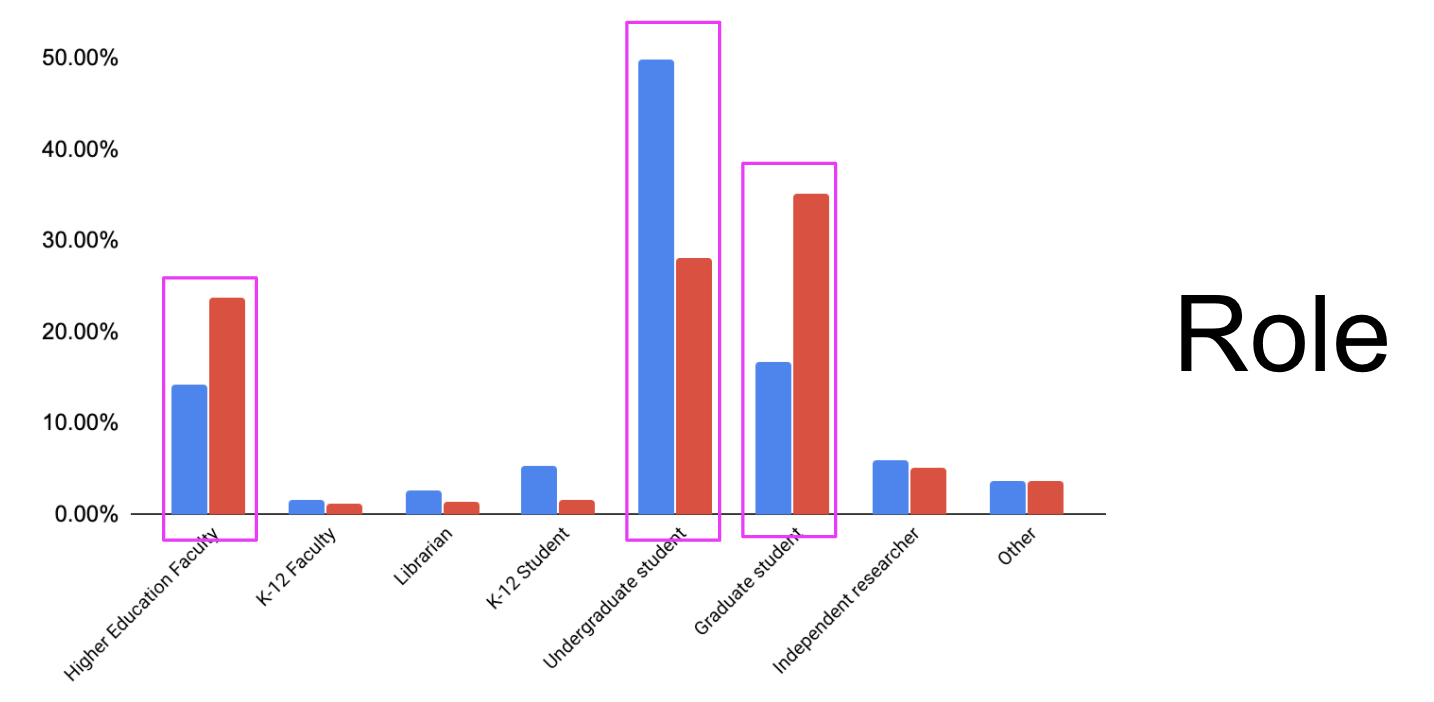 50.00%
40.00%
30.00%
20.00%
10.00%
0.00%
Higher Education Faculty
K-12 Faculty
Librarian
K-12 Student
Undergraduate student
Graduate student
Independent researcher
Other
Role